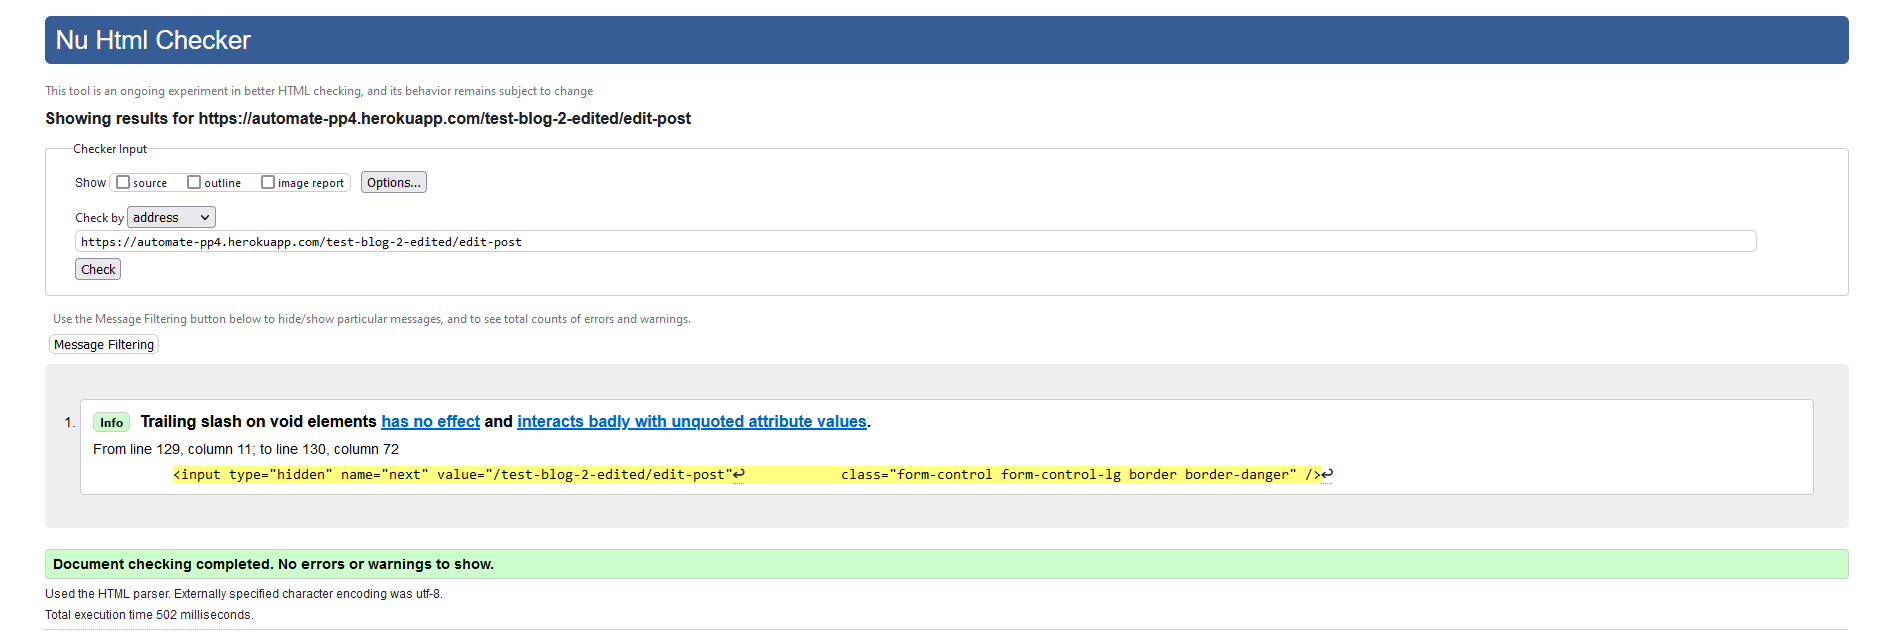 Nu Html Checker
This tool is an ongoing experiment in better HTML checking, and its behavior remains subject to change
Showing results for https://automate-pp4.herokuapp.com/test-blog-2-edited/edit-post
Checker Input
Show source outline image report Options...
Check by address
https://automate-pp4.herokuapp.com/test-blog-2-edited/edit-post
Check
Use the Message Filtering button below to hide/show particular messages, and to see total counts of errors and warnings.
Message Filtering
1. Info Trailing slash on void elements has no effect and interacts badly with unquoted attribute values.
From line 129, column 11; to line 130, column 72
<input type="hidden" name="next" value="/test-blog-2-edited/edit-post"↩ class="form-control form-control-lg border border-danger" />↩
Document checking completed. No errors or warnings to show.
Used the HTML parser. Externally specified character encoding was utf-8.
Total execution time 502 milliseconds.